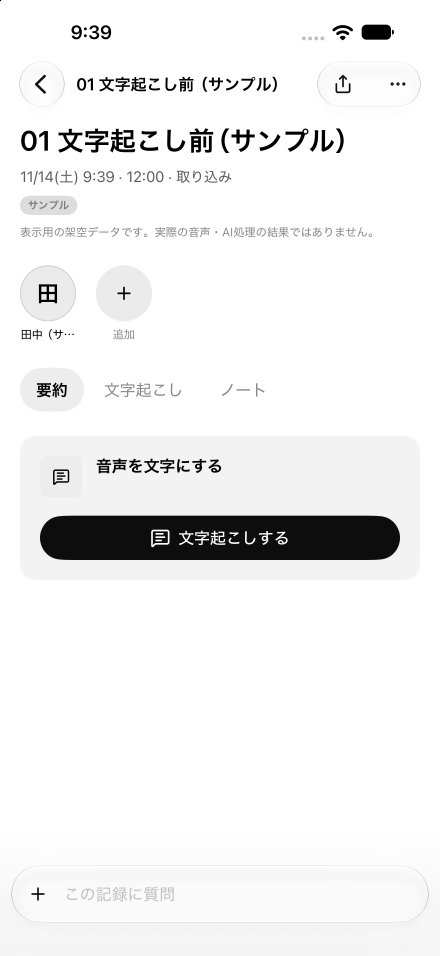 9:39
01 文字起こし前（サンプル）
01 文字起こし前（サンプル）
11/14(土) 9:39 · 12:00 · 取り込み
サンプル
表示用の架空データです。実際の音声・AI処理の結果ではありません。
田
田中（サ…
追加
要約 文字起こし ノート
音声を文字にする
文字起こしする
この記録に質問